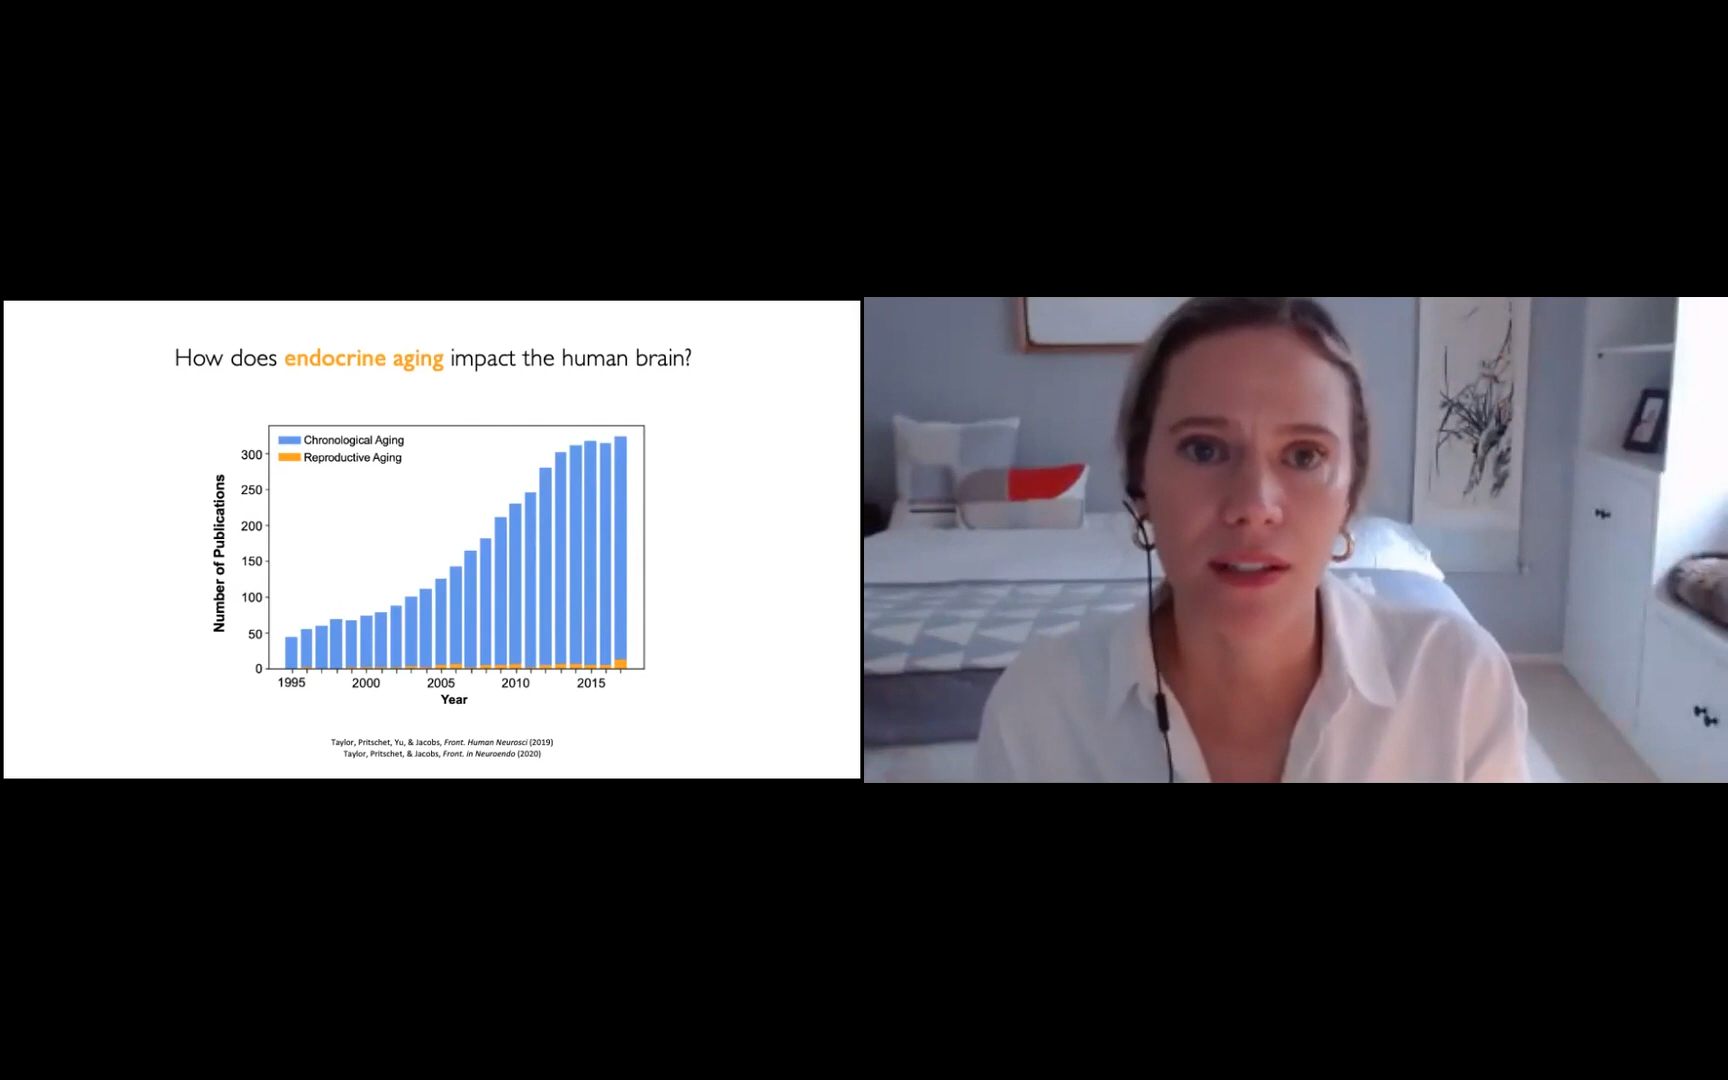 How does endocrine aging impact the human brain?
Chronological Aging
Reproductive Aging
300
250
200
150
100
50
0
Number of Publications
1995 2000 2005 2010 2015
Year
Taylor, Pritschet, Yu, & Jacobs, Front. Human Neurosci (2019)
Taylor, Pritschet, & Jacobs, Front. in Neuroendo (2020)